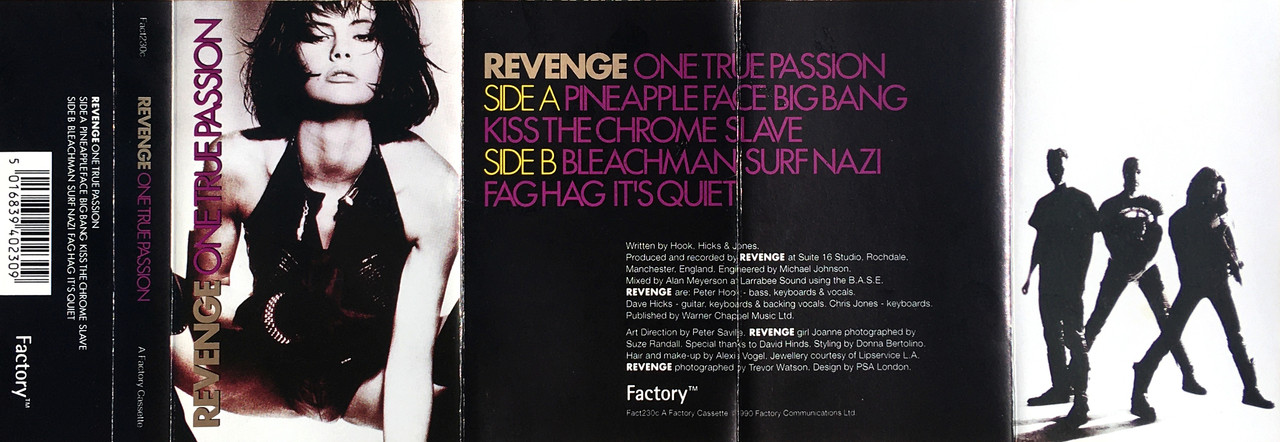 REVENGE ONE TRUE PASSION
SIDE A PINEAPPLE FACE BIG BANG KISS THE CHROME SLAVE
SIDE B BLEACHMAN SURF NAZI FAG HAG IT'S QUIET
5 016839 402309
Factory™
Fact230c
REVENGE ONE TRUE PASSION
A Factory Cassette
REVENGE ONE TRUE PASSION
REVENGE ONE TRUE PASSION
SIDE A PINEAPPLE FACE BIG BANG
KISS THE CHROME SLAVE
SIDE B BLEACHMAN SURF NAZI
FAG HAG IT'S QUIET
Written by Hook, Hicks & Jones.
Produced and recorded by REVENGE at Suite 16 Studio, Rochdale,
Manchester, England. Engineered by Michael Johnson.
Mixed by Alan Meyerson at Larrabee Sound using the B.A.S.E.
REVENGE are: Peter Hook - bass, keyboards & vocals.
Dave Hicks - guitar, keyboards & backing vocals. Chris Jones - keyboards.
Published by Warner Chappel Music Ltd.
Art Direction by Peter Saville. REVENGE girl Joanne photographed by
Suze Randall. Special thanks to David Hinds. Styling by Donna Bertolino.
Hair and make-up by Alexis Vogel. Jewellery courtesy of Lipservice L.A.
REVENGE photographed by Trevor Watson. Design by PSA London.
Factory™
Fact230c A Factory Cassette ℗1990 Factory Communications Ltd